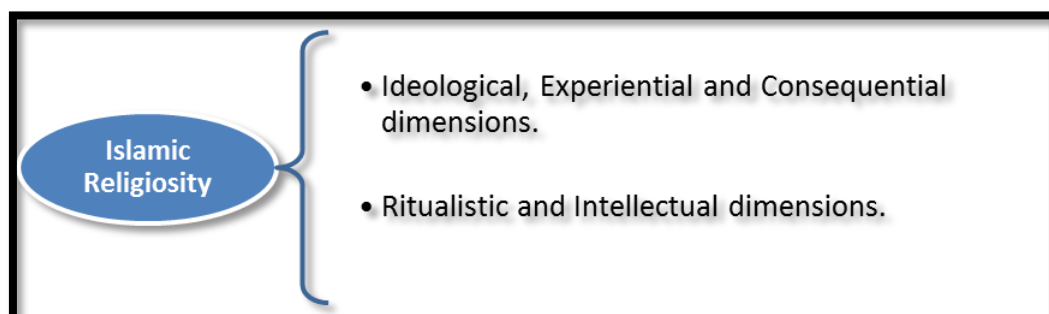 Islamic
Religiosity
• Ideological, Experiential and Consequential
dimensions.
• Ritualistic and Intellectual dimensions.